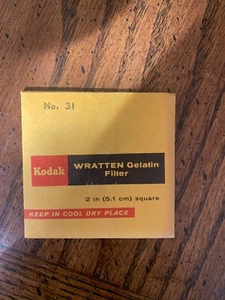 No. 31
Kodak
WRATTEN Gelatin
Filter
2 in (5.1 cm) square
KEEP IN COOL DRY PLACE